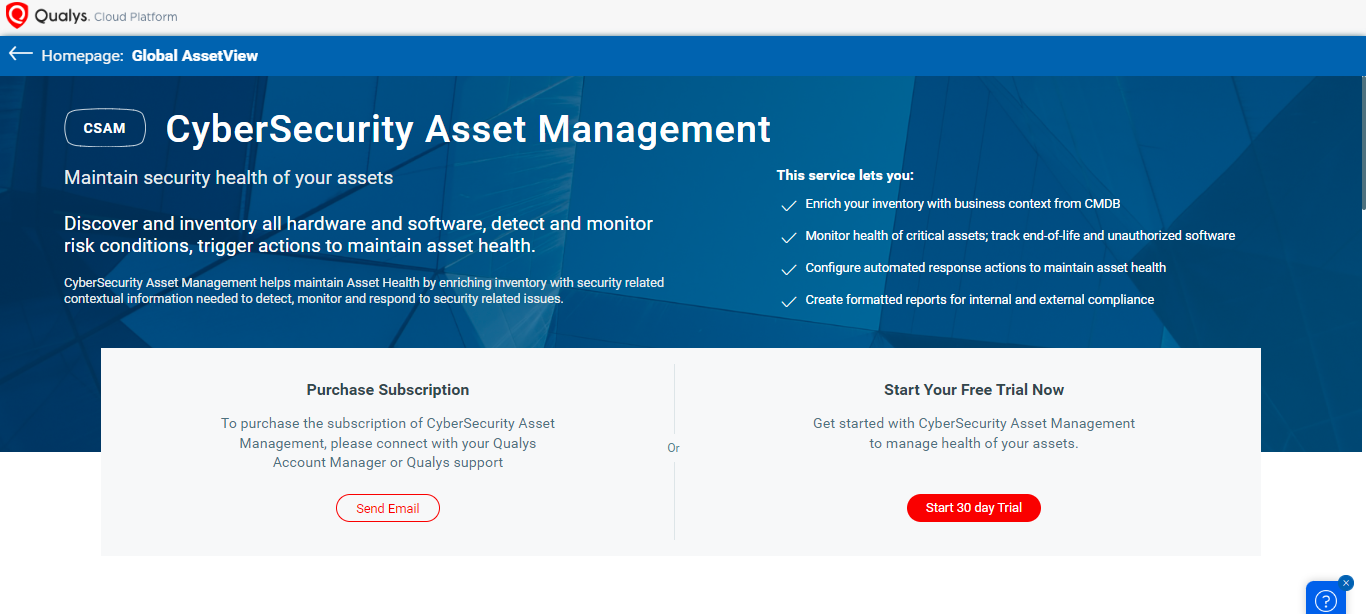 Qualys. Cloud Platform
Homepage: Global AssetView
CSAM CyberSecurity Asset Management
Maintain security health of your assets
Discover and inventory all hardware and software, detect and monitor
risk conditions, trigger actions to maintain asset health.
CyberSecurity Asset Management helps maintain Asset Health by enriching inventory with security related
contextual information needed to detect, monitor and respond to security related issues.
This service lets you:
Enrich your inventory with business context from CMDB
Monitor health of critical assets; track end-of-life and unauthorized software
Configure automated response actions to maintain asset health
Create formatted reports for internal and external compliance
Purchase Subscription
To purchase the subscription of CyberSecurity Asset
Management, please connect with your Qualys
Account Manager or Qualys support
Send Email
Or
Start Your Free Trial Now
Get started with CyberSecurity Asset Management
to manage health of your assets.
Start 30 day Trial
?